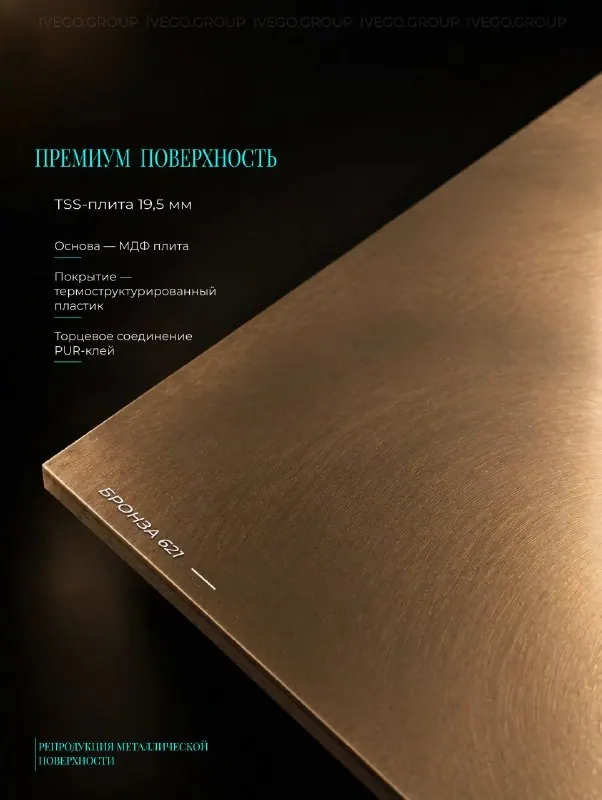 IVEGO.GROUP IVEGO.GROUP IVEGO.GROUP IVEGO.GROUP IVEGO.GROUP
ПРЕМИУМ ПОВЕРХНОСТЬ
TSS-плита 19,5 мм
Основа — МДФ плита
Покрытие —
термоструктурированный
пластик
Торцевое соединение
PUR-клей
БРОНЗА 621
РЕПРОДУКЦИЯ МЕТАЛЛИЧЕСКОЙ
ПОВЕРХНОСТИ